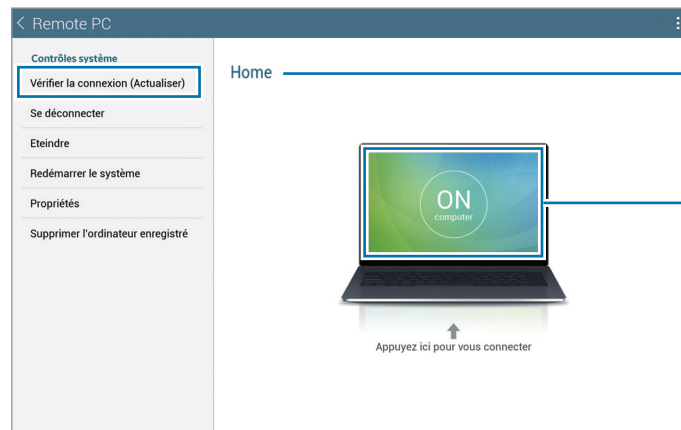 Remote PC
Contrôles système
Vérifier la connexion (Actualiser)
Se déconnecter
Eteindre
Redémarrer le système
Propriétés
Supprimer l'ordinateur enregistré
Home
ON
computer
Appuyez ici pour vous connecter